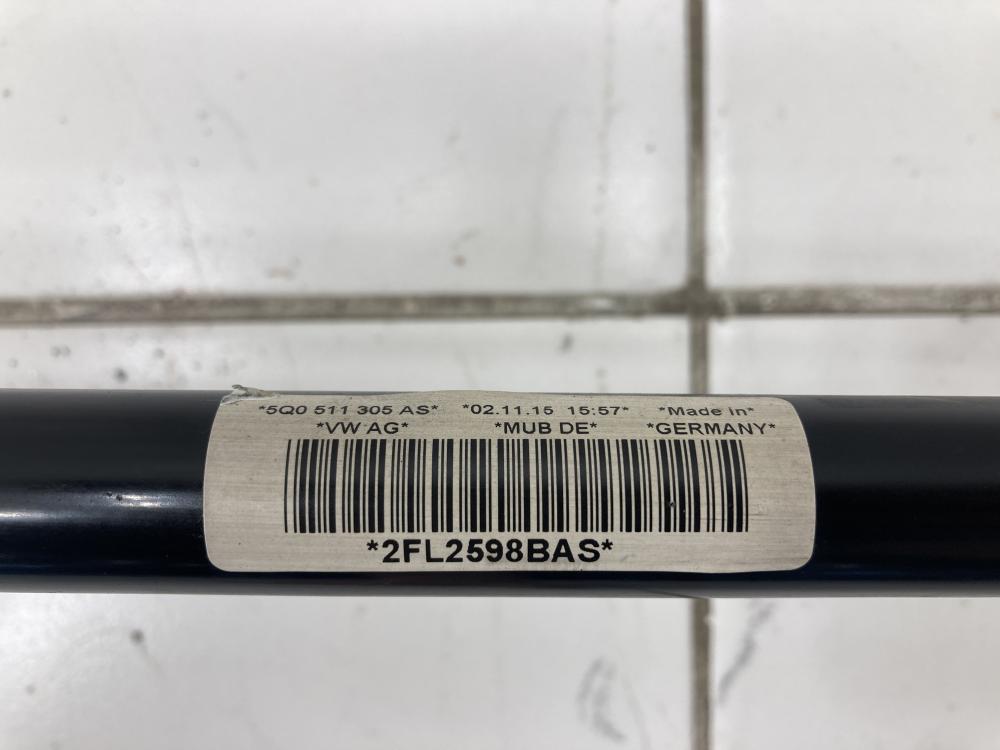 *5Q0 511 305 AS* *02.11.15 15:57* *Made in*
*VW AG* *MUB DE* *GERMANY*
*2FL2598BAS*